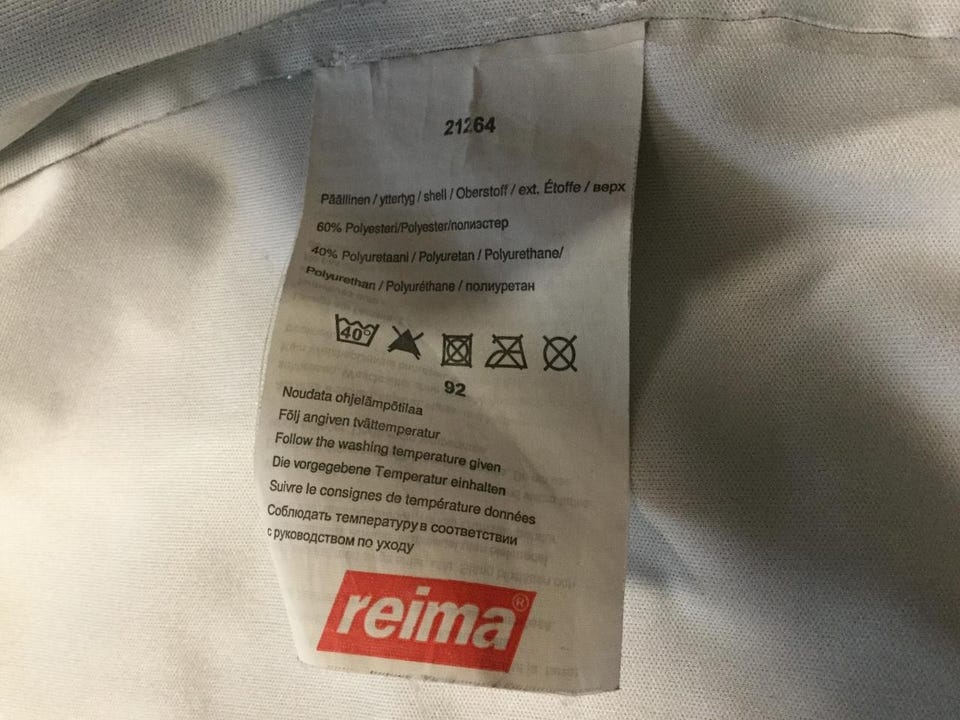 21264
Päällinen / yttertyg / shell / Oberstoff / ext. Étoffe / верх
60% Polyesteri/Polyester/полиэстер
40% Polyuretaani / Polyuretan / Polyurethane/
Polyurethan / Polyuréthane / полиуретан
40°
92
Noudata ohjelämpõtilaa
Fõlj angiven tvättemperatur
Follow the washing temperature given
Die vorgegebene Temperatur einhalten
Suivre le consignes de température données
Соблюдать температуру в соответствии
с руководством по уходу
reima®